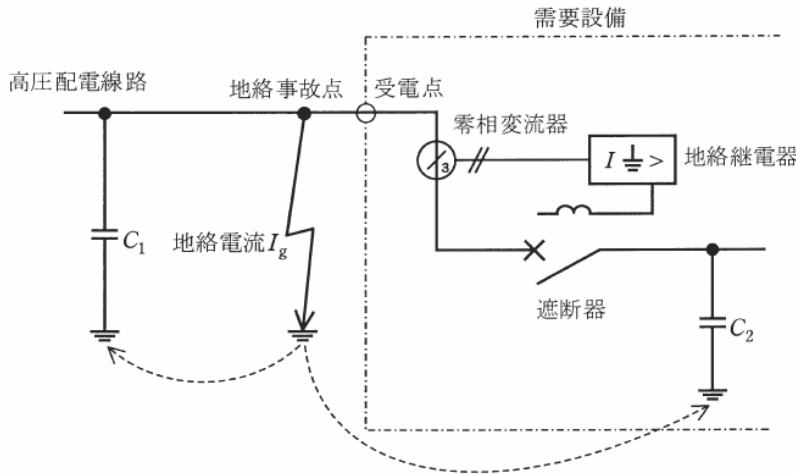 需要設備
高圧配電線路
地絡事故点
受電点
零相変流器
3
I ⏚ >
地絡継電器
C₁
地絡電流I_g
遮断器
C₂